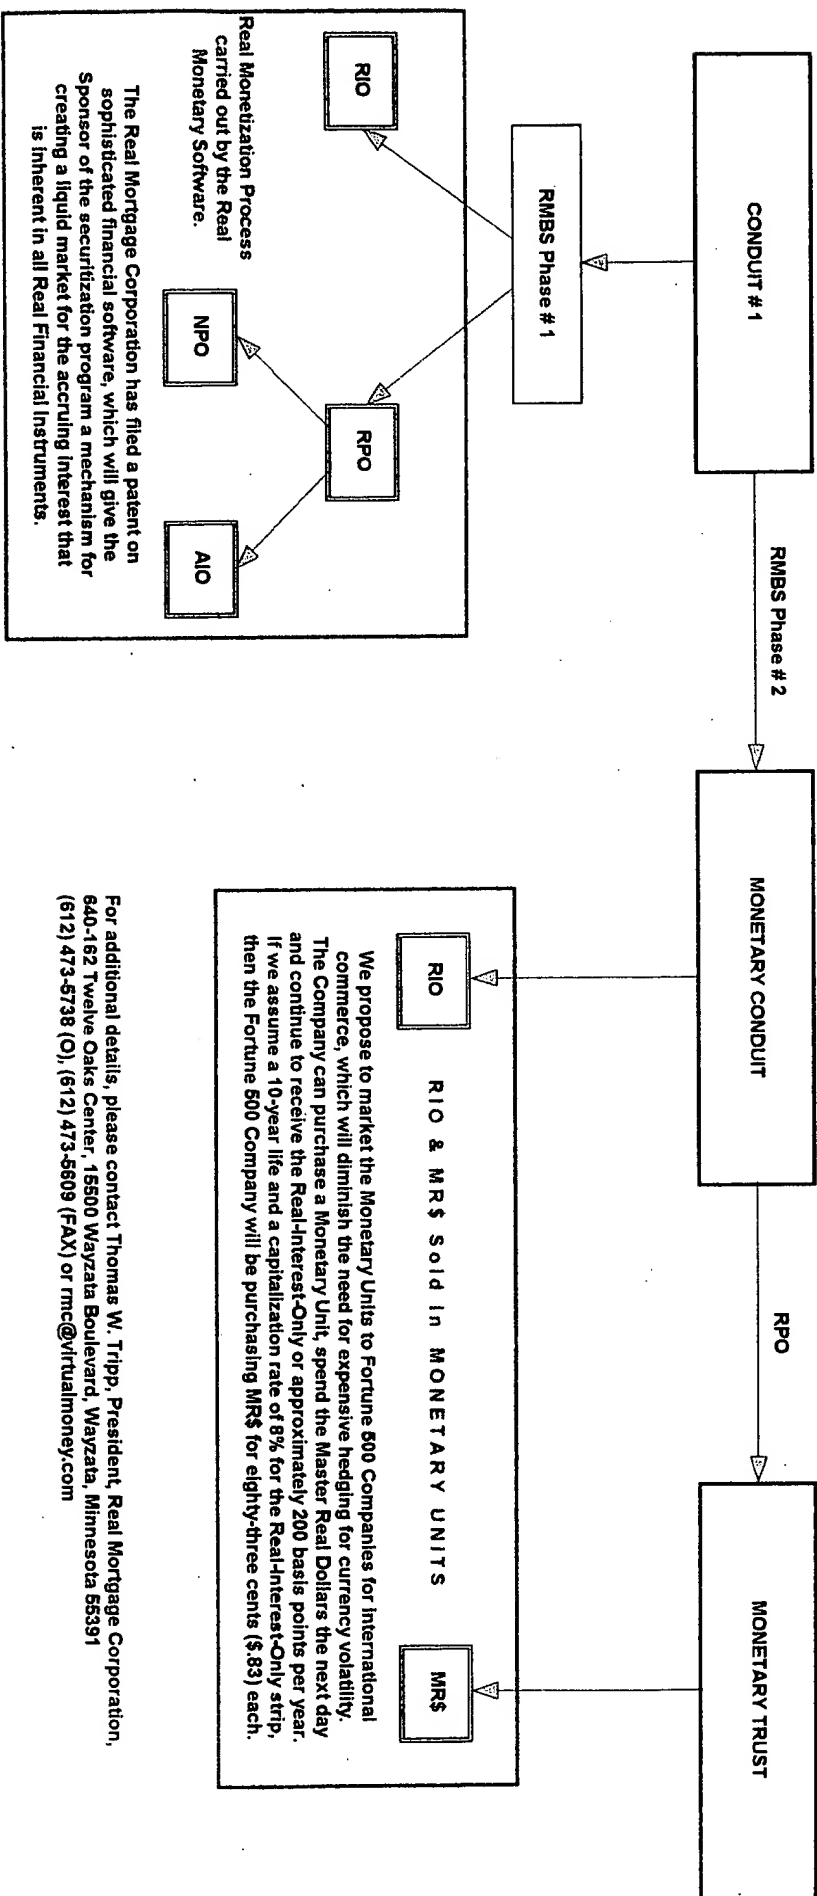 CONDUIT # 1
RMBS Phase # 2
MONETARY CONDUIT
RPO
MONETARY TRUST
RMBS Phase # 1
RIO
RPO
Real Monetization Process
carried out by the Real
Monetary Software.
NPO
AIO
The Real Mortgage Corporation has filed a patent on
sophisticated financial software, which will give the
Sponsor of the securitization program a mechanism for
creating a liquid market for the accruing interest that
is inherent in all Real Financial Instruments.
RIO
RIO & MR$ Sold in MONETARY UNITS
MR$
We propose to market the Monetary Units to Fortune 500 Companies for international
commerce, which will diminish the need for expensive hedging for currency volatility.
The Company can purchase a Monetary Unit, spend the Master Real Dollars the next day
and continue to receive the Real-Interest-Only or approximately 200 basis points per year.
If we assume a 10-year life and a capitalization rate of 8% for the Real-Interest-Only strip,
then the Fortune 500 Company will be purchasing MR$ for eighty-three cents ($.83) each.
For additional details, please contact Thomas W. Tripp, President, Real Mortgage Corporation,
640-162 Twelve Oaks Center, 15500 Wayzata Boulevard, Wayzata, Minnesota 55391
(612) 473-5738 (O), (612) 473-5609 (FAX) or rmc@virtualmoney.com